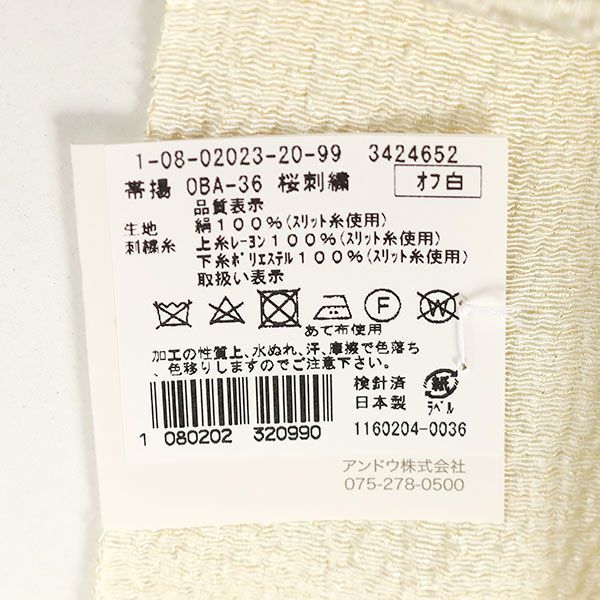 1-08-02023-20-99 3424652
帯揚 OBA-36 桜刺繍 オフ白
品質表示
生地 絹100%(スリット糸使用)
刺繍糸 上糸レーヨン100%(スリット糸使用)
下糸ポリエステル100%(スリット糸使用)
取扱い表示
F W
あて布使用
加工の性質上、水ぬれ、汗、摩擦で色落ち
、色移りしますのでご注意下さい。
検針済
日本製
紙
ラベル
1 080202 320990 1160204-0036
アンドウ株式会社
075-278-0500